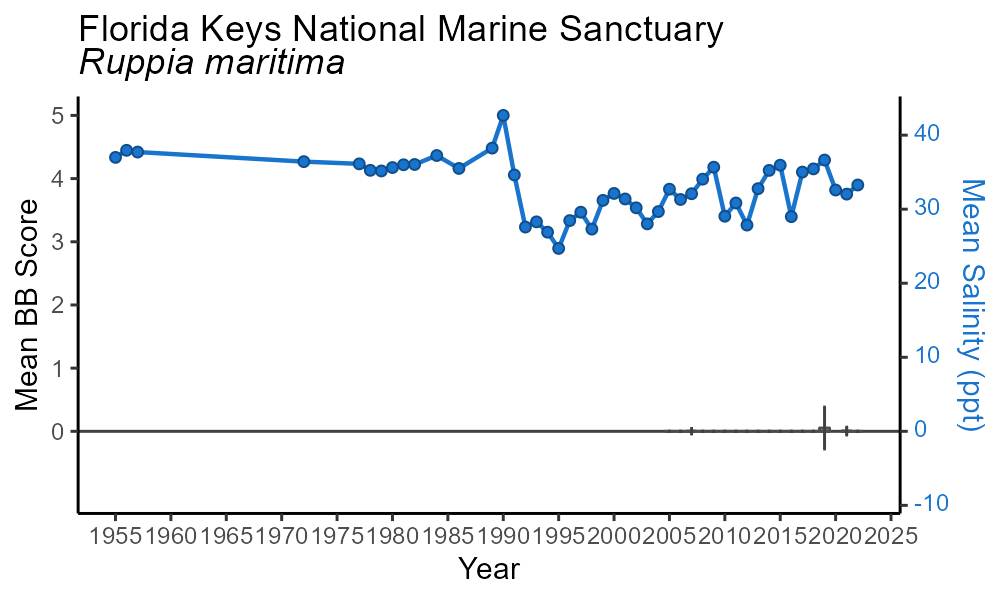 Florida Keys National Marine Sanctuary
Ruppia maritima
Mean BB Score
5
4
3
2
1
0
40
30
20
10
0
-10
Mean Salinity (ppt)
1955 1960 1965 1970 1975 1980 1985 1990 1995 2000 2005 2010 2015 2020 2025
Year